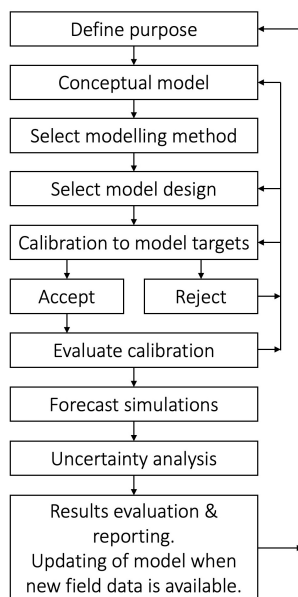 Define purpose
Conceptual model
Select modelling method
Select model design
Calibration to model targets
Accept
Reject
Evaluate calibration
Forecast simulations
Uncertainty analysis
Results evaluation &
reporting.
Updating of model when
new field data is available.